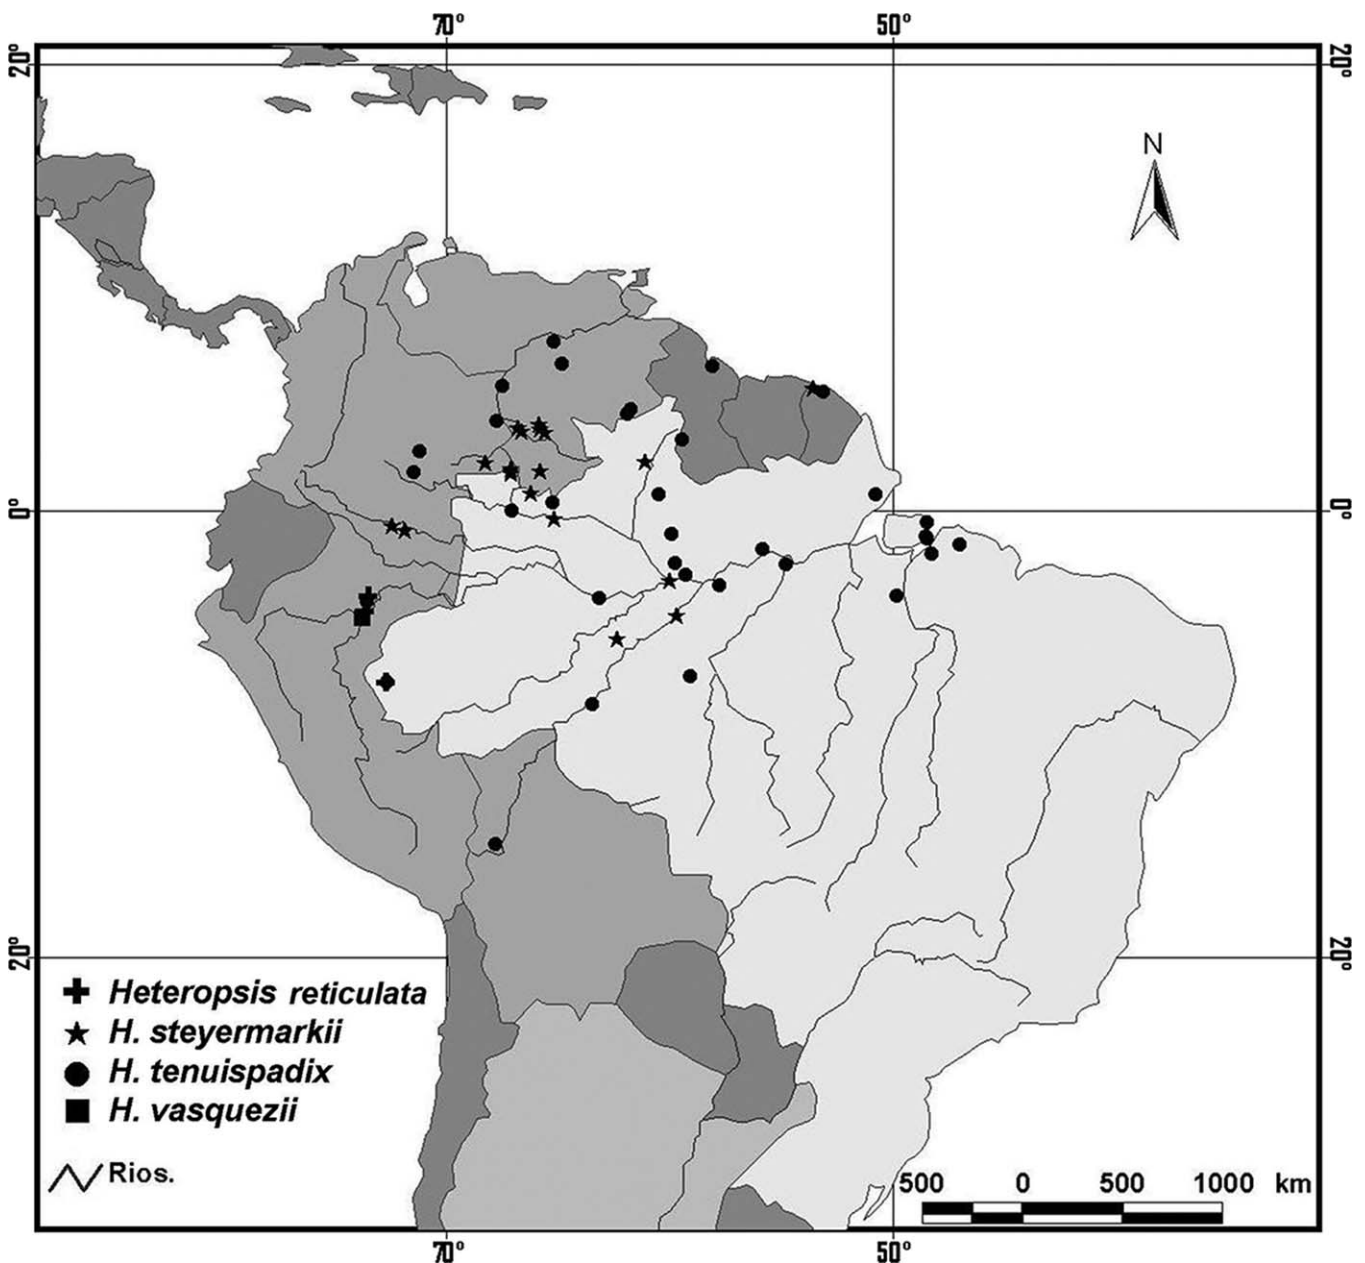 70° 50°
20° 20°
N
0° 0°
20° 20°
Heteropsis reticulata
H. steyermarkii
H. tenuispadix
H. vasquezii
Rios.
500 0 500 1000 km
70° 50°